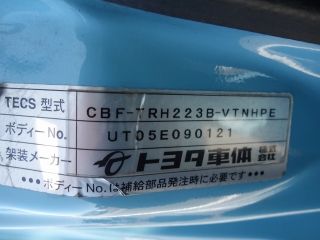 TECS 型式 CBF-TRH223B-VTNHPE
ボディーNo. UT05E090121
架装メーカー トヨタ車体 株式会社
●●●ボディーNo.は補給部品発注時に必要です●●●